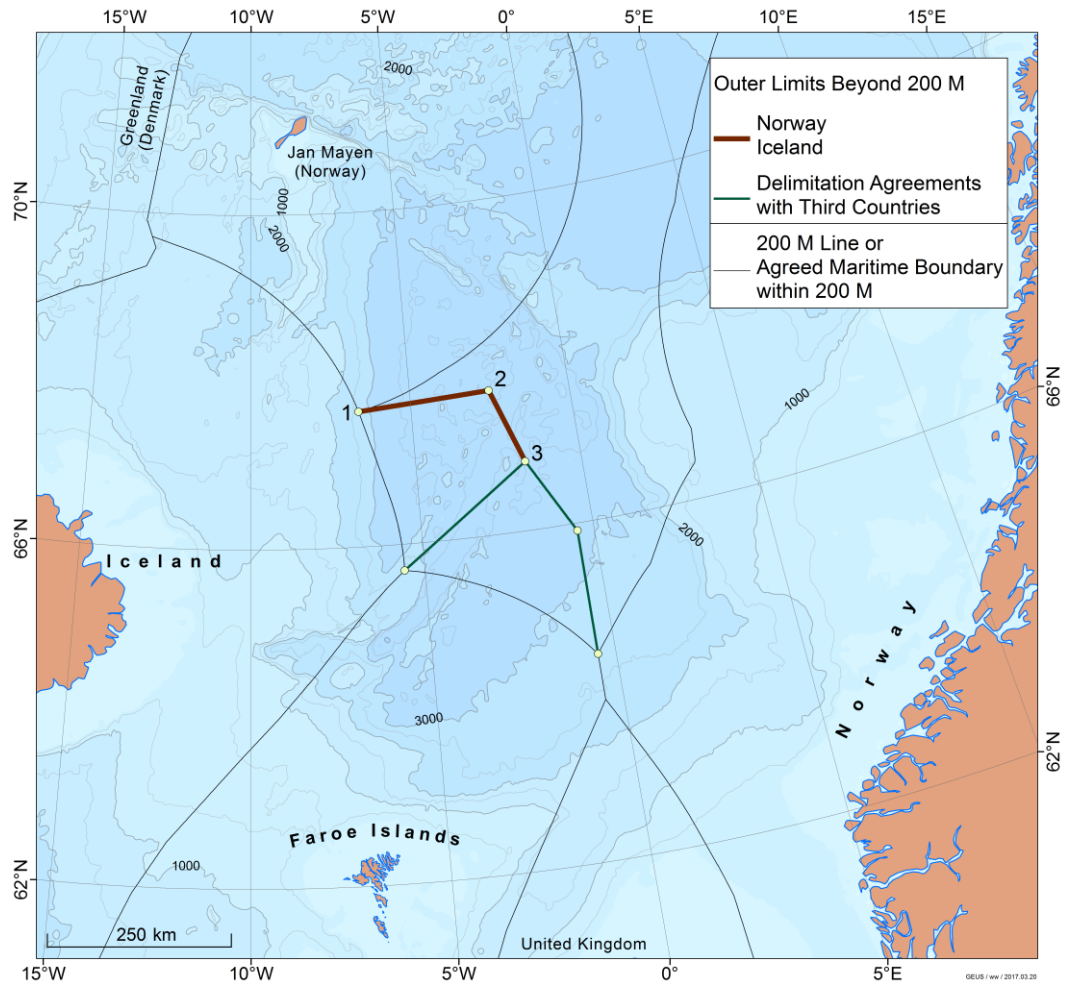 15°W 10°W 5°W 0° 5°E 10°E 15°E
Outer Limits Beyond 200 M
Norway
Iceland
Delimitation Agreements
with Third Countries
200 M Line or
Agreed Maritime Boundary
within 200 M
Greenland
(Denmark)
2000
Jan Mayen
(Norway)
70°N
1000
2000
1
2
3
66°N
1000
2000
66°N
Iceland
Norway
3000
62°N
Faroe Islands
62°N
1000
250 km
United Kingdom
15°W 10°W 5°W 0° 5°E
GEUS / ww / 2017.03.20